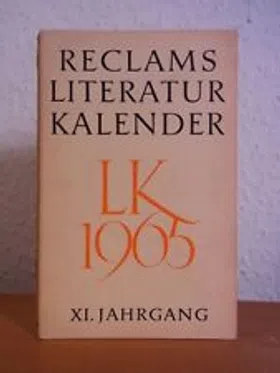 RECLAMS
LITERATUR
KALENDER
LK
1965
XI. JAHRGANG